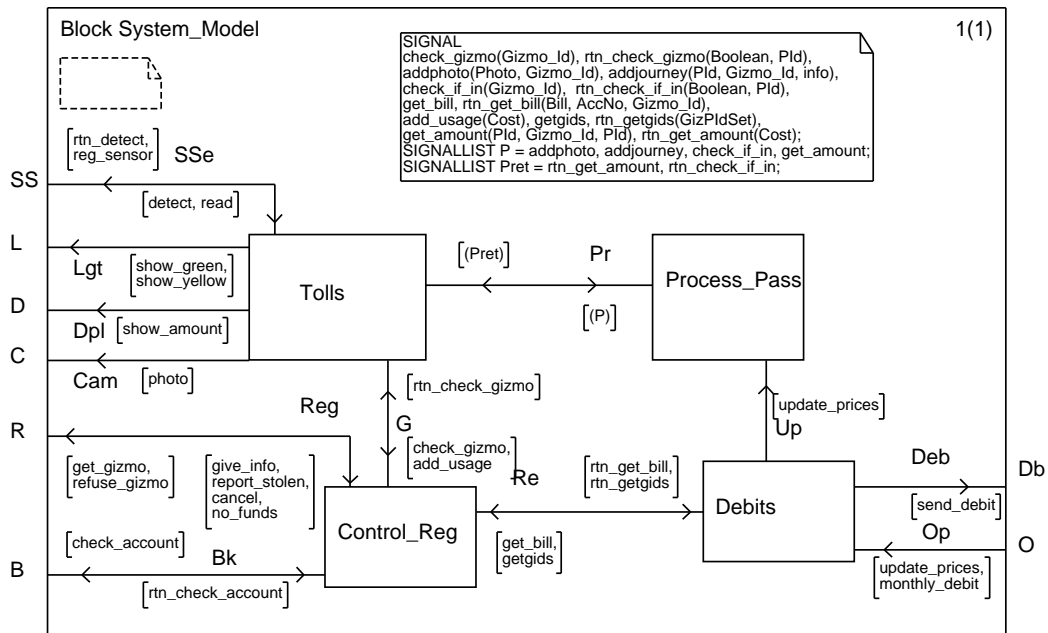 Block System_Model
1(1)
SIGNAL
check_gizmo(Gizmo_Id), rtn_check_gizmo(Boolean, PId),
addphoto(Photo, Gizmo_Id), addjourney(PId, Gizmo_Id, info),
check_if_in(Gizmo_Id), rtn_check_if_in(Boolean, PId),
get_bill, rtn_get_bill(Bill, AccNo, Gizmo_Id),
add_usage(Cost), getgids, rtn_getgids(GizPIdSet),
get_amount(PId, Gizmo_Id, PId), rtn_get_amount(Cost);
SIGNALLIST P = addphoto, addjourney, check_if_in, get_amount;
SIGNALLIST Pret = rtn_get_amount, rtn_check_if_in;
[rtn_detect,
reg_sensor]
SSe
SS
[detect, read]
L
Lgt
[show_green,
show_yellow]
D
Dpl
[show_amount]
C
Cam
[photo]
Tolls
[(Pret)]
Pr
[(P)]
Process_Pass
[rtn_check_gizmo]
Reg
G
R
[check_gizmo,
add_usage]
[get_gizmo,
refuse_gizmo]
[give_info,
report_stolen,
cancel,
no_funds]
Re
[rtn_get_bill,
rtn_getgids]
[update_prices]
Up
Deb
Db
[send_debit]
Control_Reg
Debits
[check_account]
Bk
B
[rtn_check_account]
[get_bill,
getgids]
Op
O
[update_prices,
monthly_debit]